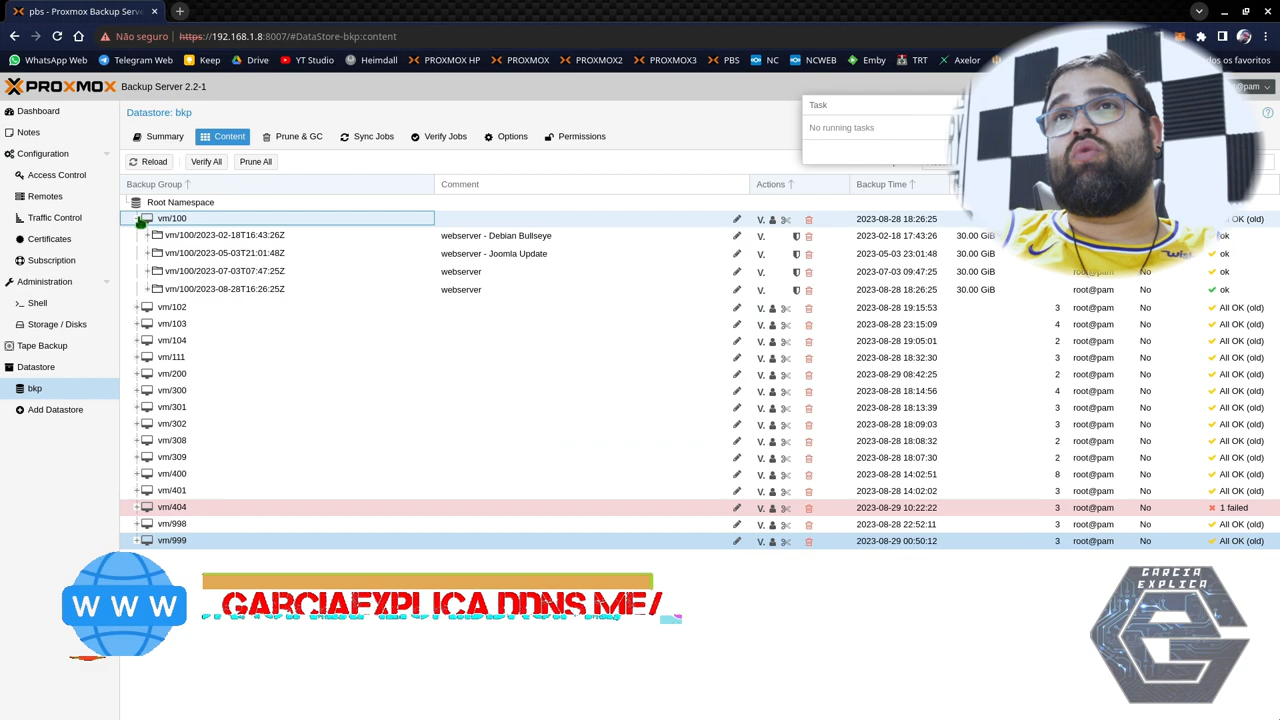 pbs - Proxmox Backup Ser
Não seguro https://192.168.1.8:8007/#DataStore-bkp:content
WhatsApp Web Telegram Web Keep Drive YT Studio Heimdall PROXMOX HP PROXMOX PROXMOX2 PROXMOX3 PBS NC NCWEB Emby TRT Axelor os favoritos
PROXMOX Backup Server 2.2-1 @pam
Dashboard
Notes
Configuration
Access Control
Remotes
Traffic Control
Certificates
Subscription
Administration
Shell
Storage / Disks
Tape Backup
Datastore
bkp
Add Datastore
Datastore: bkp
Summary Content Prune & GC Sync Jobs Verify Jobs Options Permissions
Task
No running tasks
Reload Verify All Prune All
Backup Group Comment Actions Backup Time
Root Namespace
vm/100 V. 2023-08-28 18:26:25 All OK (old)
vm/100/2023-02-18T16:43:26Z webserver - Debian Bullseye V. 2023-02-18 17:43:26 30.00 GiB ok
vm/100/2023-05-03T21:01:48Z webserver - Joomla Update V. 2023-05-03 23:01:48 30.00 GiB ok
vm/100/2023-07-03T07:47:25Z webserver V. 2023-07-03 09:47:25 30.00 GiB root@pam No ok
vm/100/2023-08-28T16:26:25Z webserver V. 2023-08-28 18:26:25 30.00 GiB root@pam No ok
vm/102 V. 2023-08-28 19:15:53 3 root@pam No All OK (old)
vm/103 V. 2023-08-28 23:15:09 4 root@pam No All OK (old)
vm/104 V. 2023-08-28 19:05:01 2 root@pam No All OK (old)
vm/111 V. 2023-08-28 18:32:30 3 root@pam No All OK (old)
vm/200 V. 2023-08-29 08:42:25 2 root@pam No All OK (old)
vm/300 V. 2023-08-28 18:14:56 4 root@pam No All OK (old)
vm/301 V. 2023-08-28 18:13:39 3 root@pam No All OK (old)
vm/302 V. 2023-08-28 18:09:03 3 root@pam No All OK (old)
vm/308 V. 2023-08-28 18:08:32 2 root@pam No All OK (old)
vm/309 V. 2023-08-28 18:07:30 2 root@pam No All OK (old)
vm/400 V. 2023-08-28 14:02:51 8 root@pam No All OK (old)
vm/401 V. 2023-08-28 14:02:02 3 root@pam No All OK (old)
vm/404 V. 2023-08-29 10:22:22 3 root@pam No 1 failed
vm/998 V. 2023-08-28 22:52:11 3 root@pam No All OK (old)
vm/999 V. 2023-08-29 00:50:12 3 root@pam No All OK (old)
WWW
GARCIAEXPLICA.DDNS.ME/
GARCIA
EXPLICA